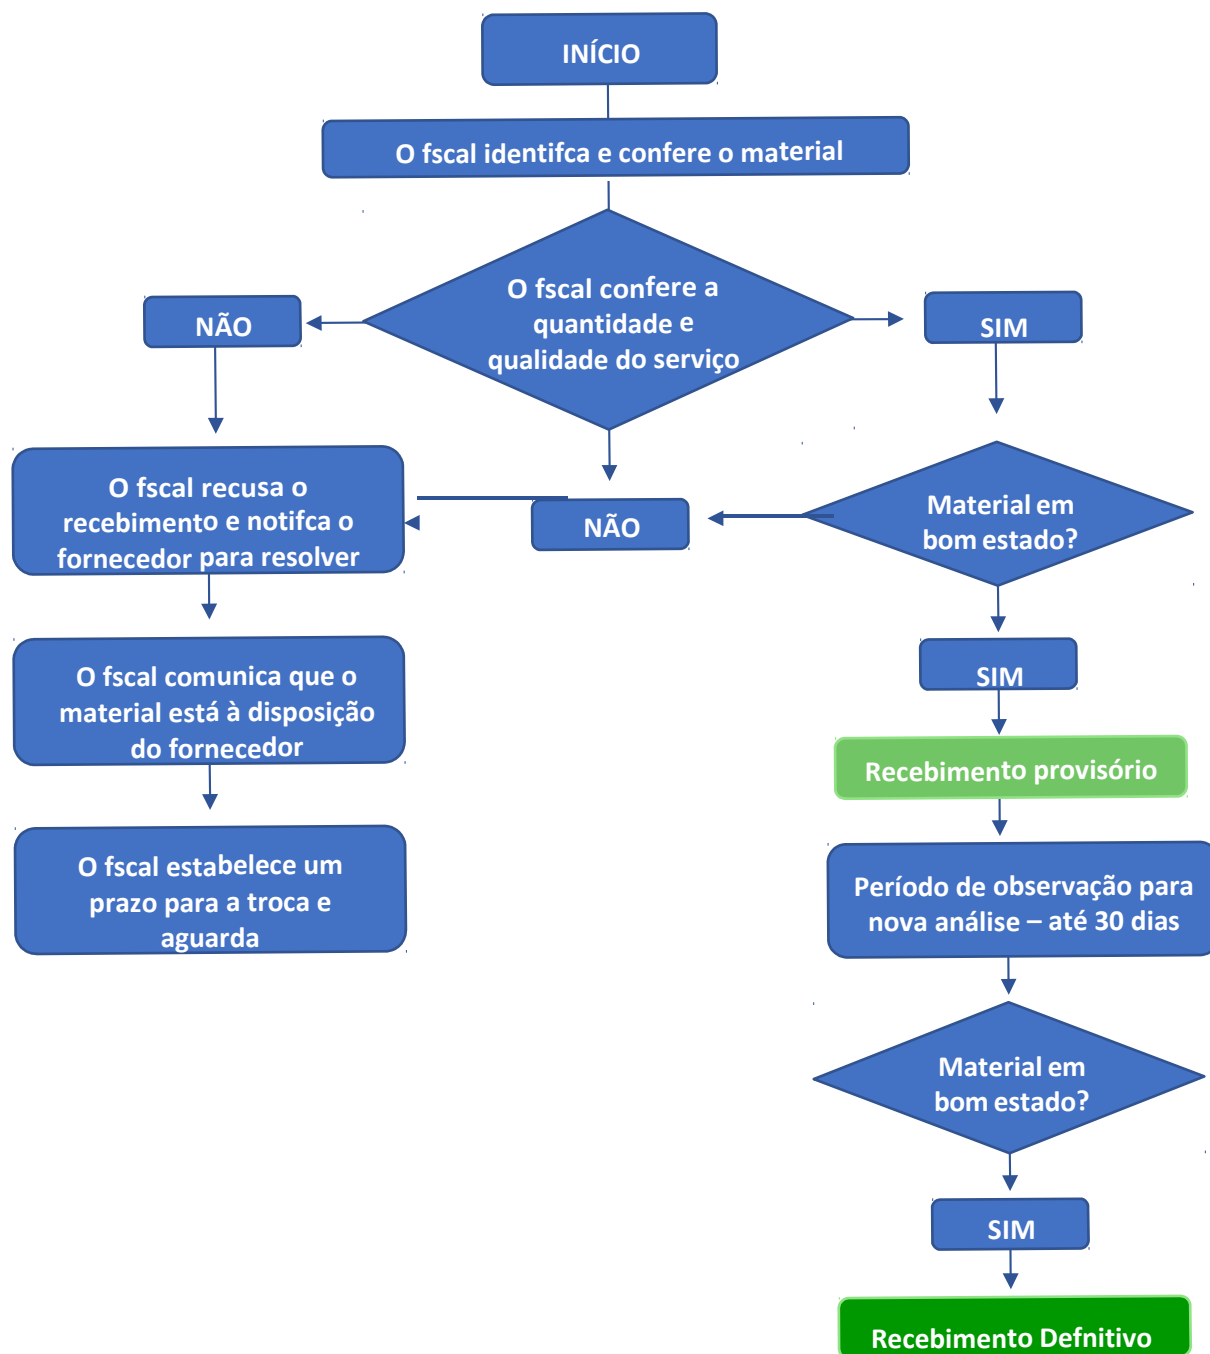 INÍCIO
O fscal identifca e confere o material
O fscal confere a
quantidade e
qualidade do serviço
NÃO
SIM
O fscal recusa o
recebimento e notifca o
fornecedor para resolver
NÃO
Material em
bom estado?
SIM
O fscal comunica que o
material está à disposição
do fornecedor
Recebimento provisório
O fscal estabelece um
prazo para a troca e
aguarda
Período de observação para
nova análise – até 30 dias
Material em
bom estado?
SIM
Recebimento Defnitivo